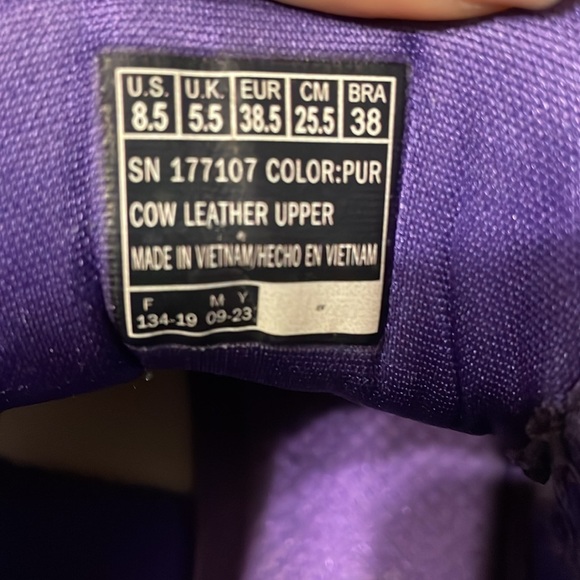 U.S. U.K. EUR CM BRA
8.5 5.5 38.5 25.5 38
SN 177107 COLOR:PUR
COW LEATHER UPPER
MADE IN VIETNAM/HECHO EN VIETNAM
F M Y
134-19 09-23